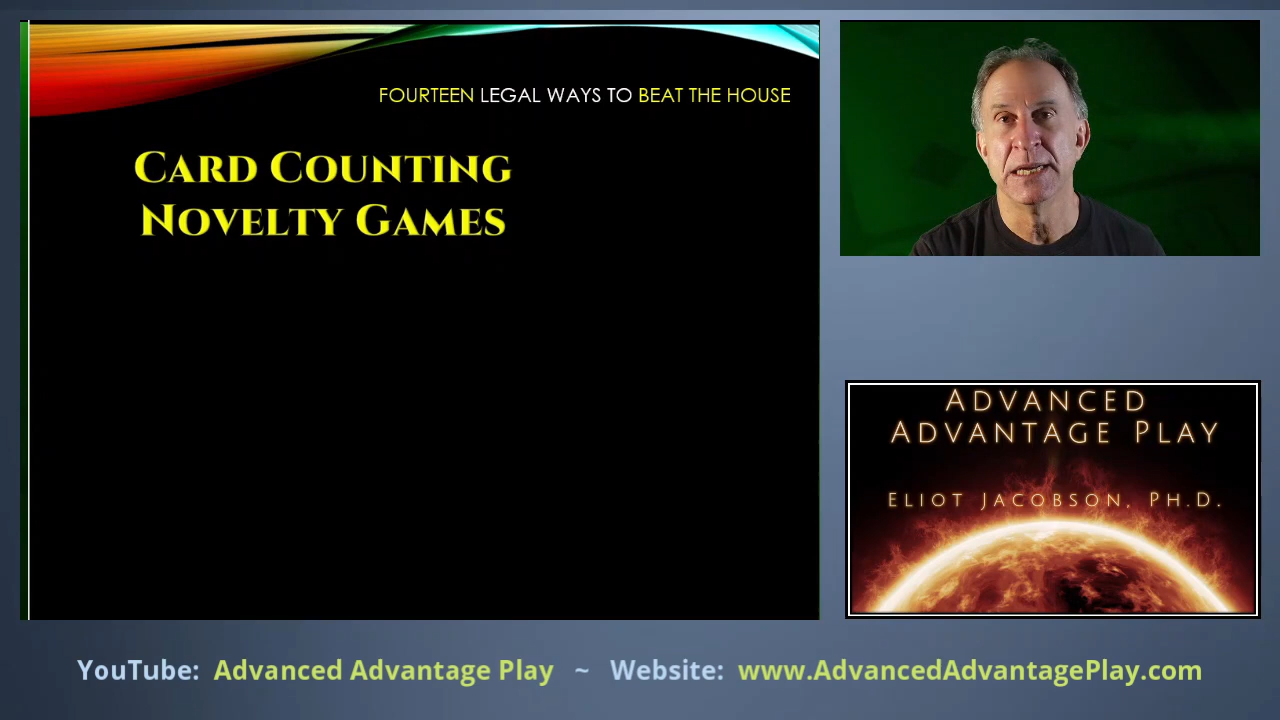 FOURTEEN LEGAL WAYS TO BEAT THE HOUSE
CARD COUNTING
NOVELTY GAMES
ADVANCED
ADVANTAGE PLAY
ELIOT JACOBSON, PH.D.
YouTube: Advanced Advantage Play ~ Website: www.AdvancedAdvantagePlay.com